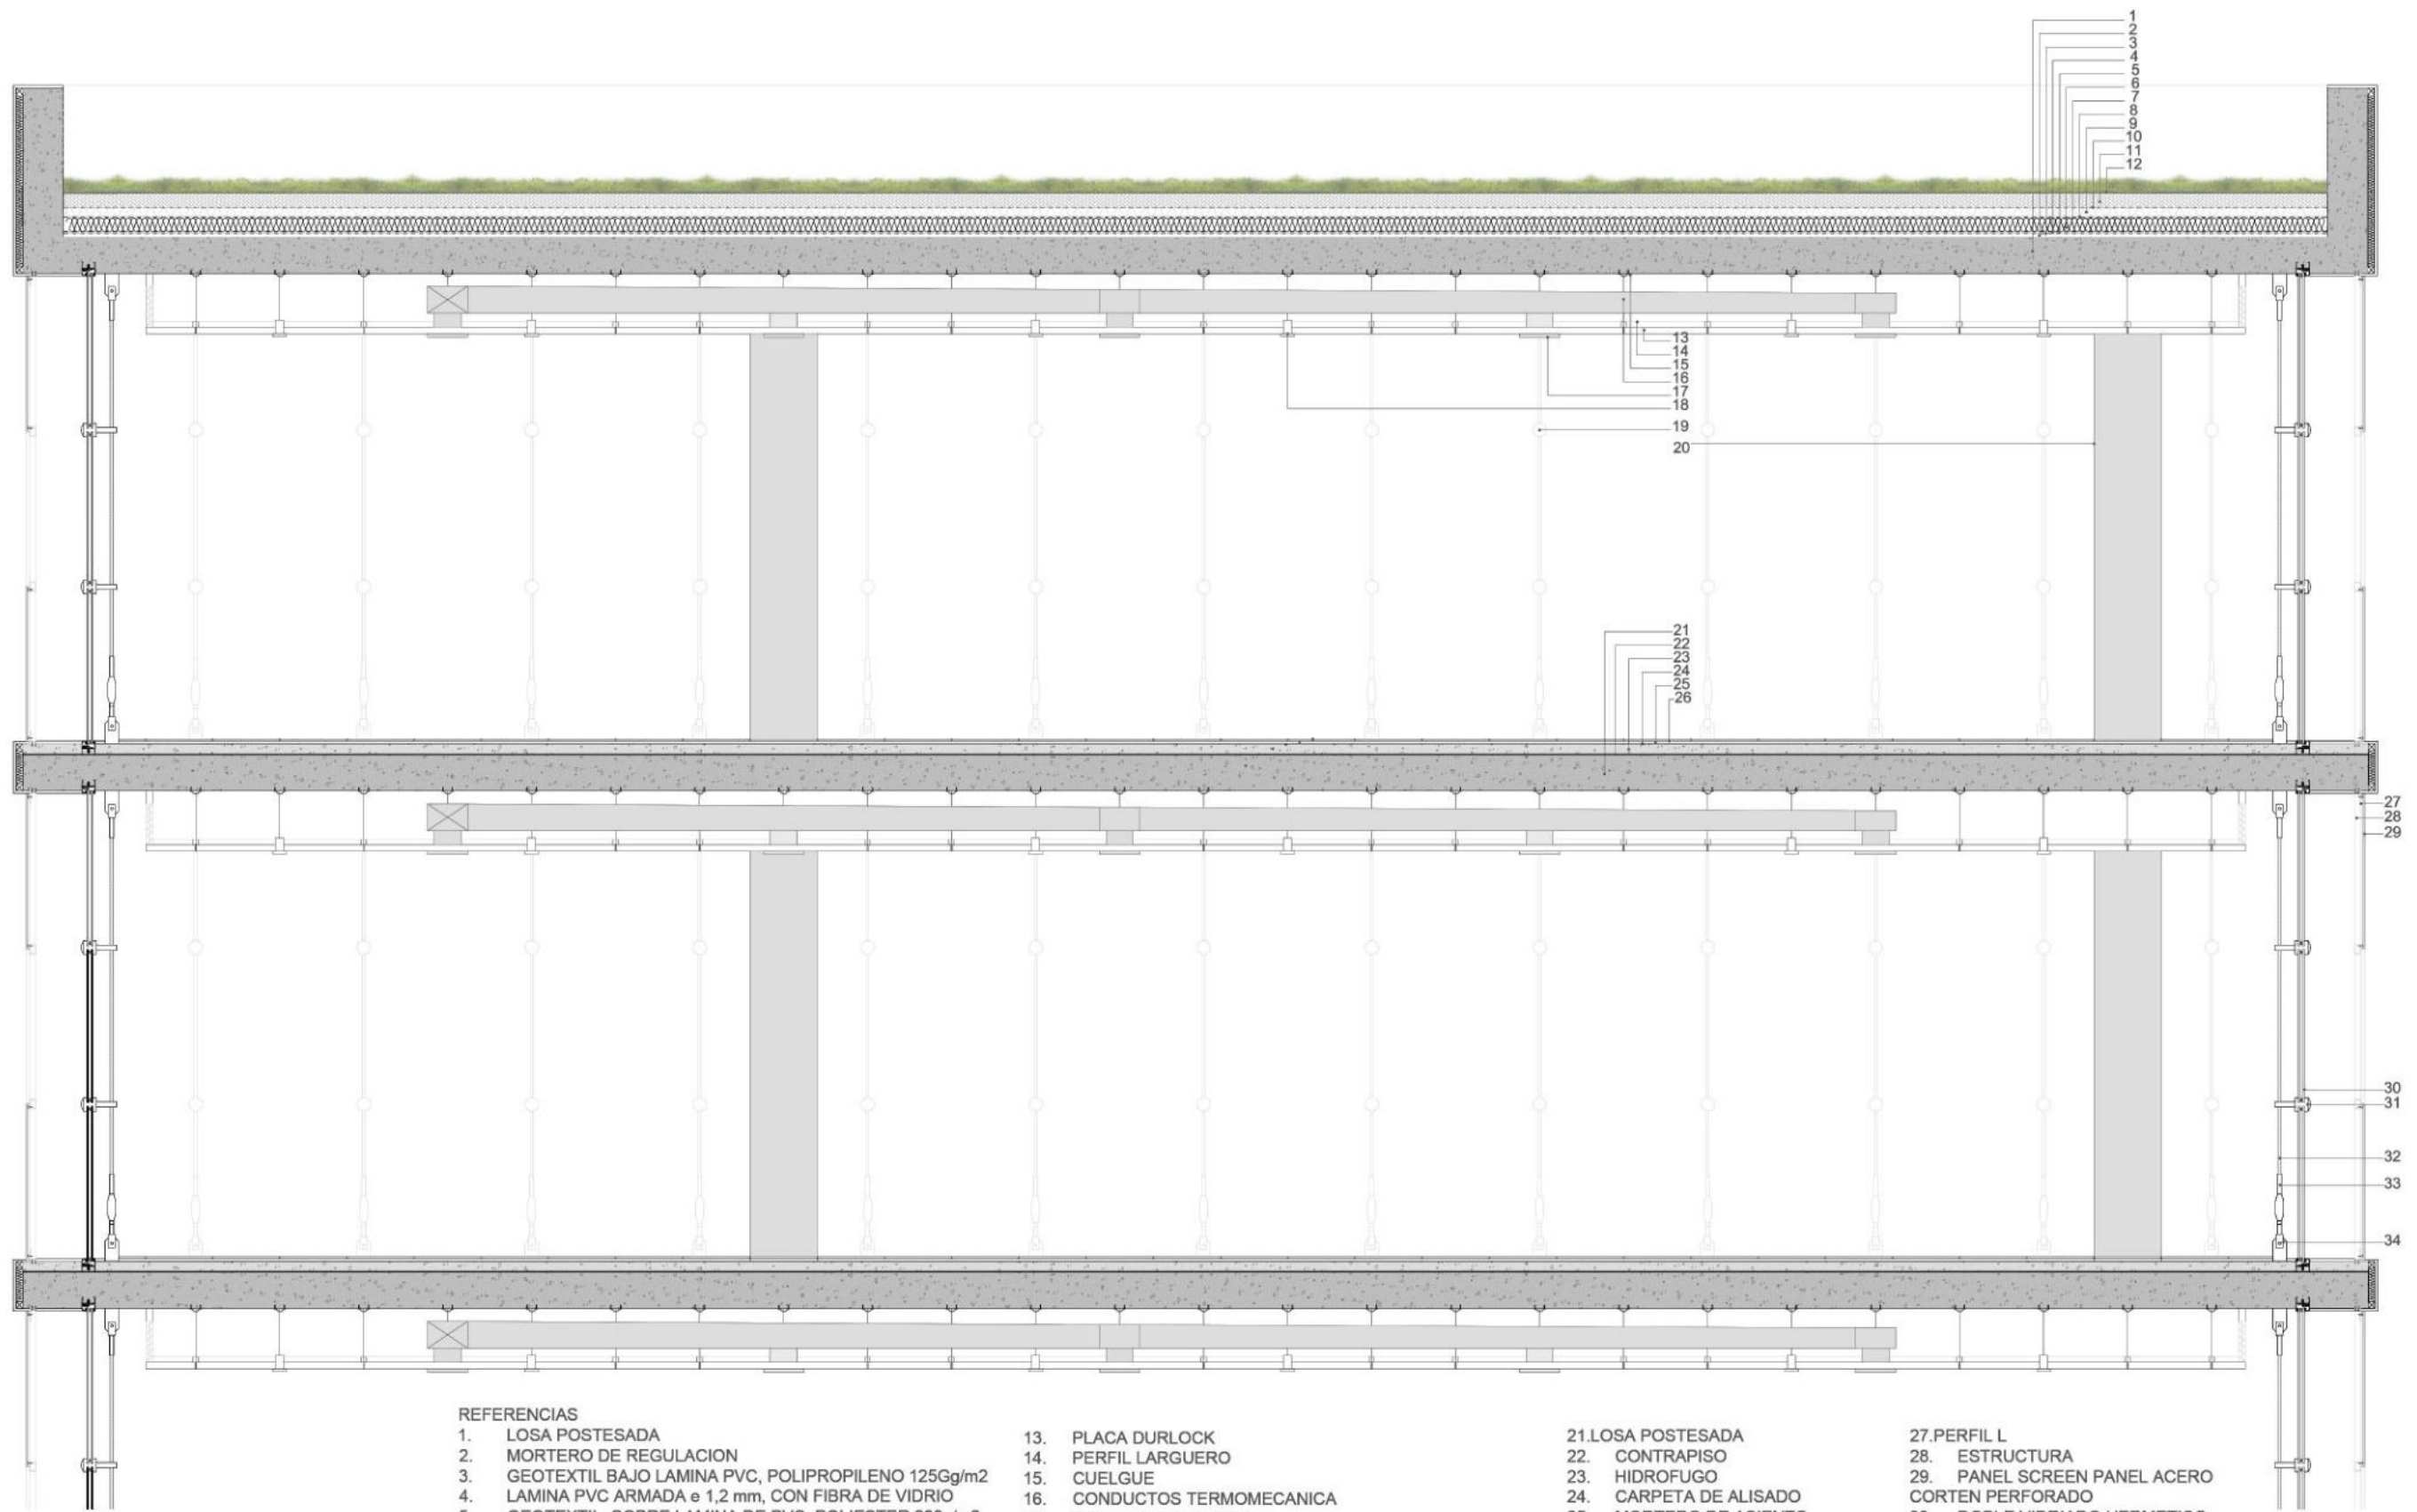 1
2
3
4
5
6
7
8
9
10
11
12
13
14
15
16
17
18
19
20
21
22
23
24
25
26
27
28
29
30
31
32
33
34
REFERENCIAS
1. LOSA POSTESADA
2. MORTERO DE REGULACION
3. GEOTEXTIL BAJO LAMINA PVC, POLIPROPILENO 125Gg/m2
4. LAMINA PVC ARMADA e 1,2 mm, CON FIBRA DE VIDRIO
13. PLACA DURLOCK
14. PERFIL LARGUERO
15. CUELGUE
16. CONDUCTOS TERMOMECANICA
21.LOSA POSTESADA
22. CONTRAPISO
23. HIDROFUGO
24. CARPETA DE ALISADO
27.PERFIL L
28. ESTRUCTURA
29. PANEL SCREEN PANEL ACERO
CORTEN PERFORADO